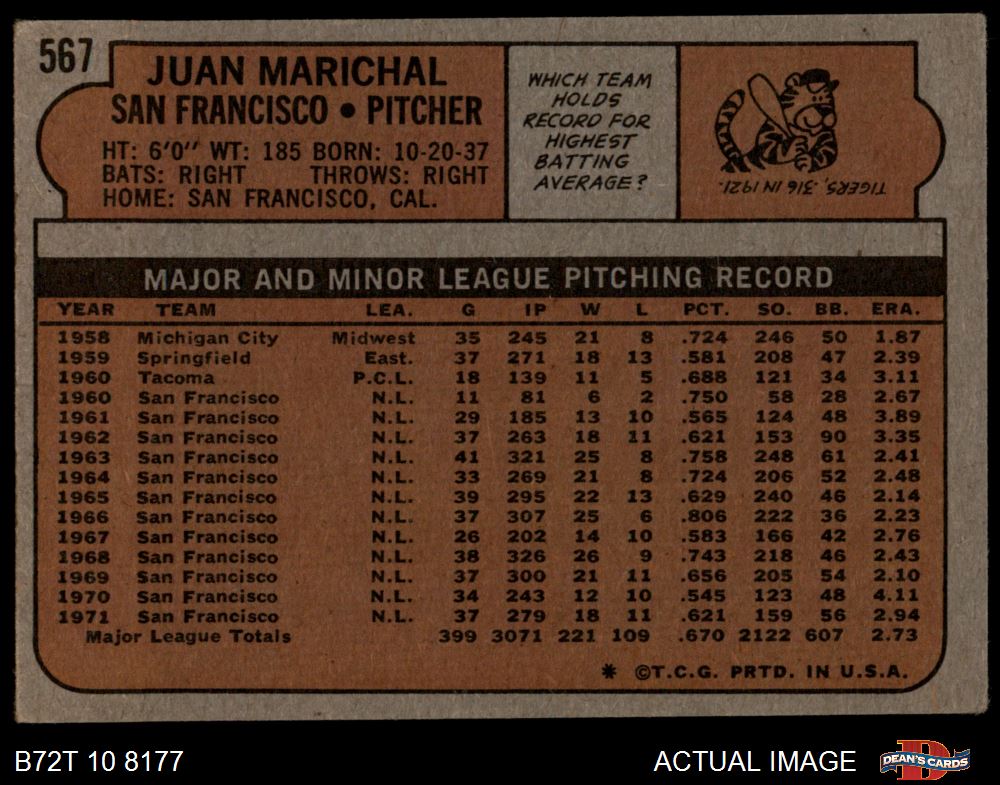 567
JUAN MARICHAL
SAN FRANCISCO • PITCHER
HT: 6'0" WT: 185 BORN: 10-20-37
BATS: RIGHT THROWS: RIGHT
HOME: SAN FRANCISCO, CAL.
WHICH TEAM
HOLDS
RECORD FOR
HIGHEST
BATTING
AVERAGE?
TIGERS, .316 IN 1921.
MAJOR AND MINOR LEAGUE PITCHING RECORD
YEAR TEAM LEA. G IP W L PCT. SO. BB. ERA.
1958 Michigan City Midwest 35 245 21 8 .724 246 50 1.87
1959 Springfield East. 37 271 18 13 .581 208 47 2.39
1960 Tacoma P.C.L. 18 139 11 5 .688 121 34 3.11
1960 San Francisco N.L. 11 81 6 2 .750 58 28 2.67
1961 San Francisco N.L. 29 185 13 10 .565 124 48 3.89
1962 San Francisco N.L. 37 263 18 11 .621 153 90 3.35
1963 San Francisco N.L. 41 321 25 8 .758 248 61 2.41
1964 San Francisco N.L. 33 269 21 8 .724 206 52 2.48
1965 San Francisco N.L. 39 295 22 13 .629 240 46 2.14
1966 San Francisco N.L. 37 307 25 6 .806 222 36 2.23
1967 San Francisco N.L. 26 202 14 10 .583 166 42 2.76
1968 San Francisco N.L. 38 326 26 9 .743 218 46 2.43
1969 San Francisco N.L. 37 300 21 11 .656 205 54 2.10
1970 San Francisco N.L. 34 243 12 10 .545 123 48 4.11
1971 San Francisco N.L. 37 279 18 11 .621 159 56 2.94
Major League Totals 399 3071 221 109 .670 2122 607 2.73
* ©T.C.G. PRTD. IN U.S.A.
B72T 10 8177
ACTUAL IMAGE
D
DEAN'S CARDS